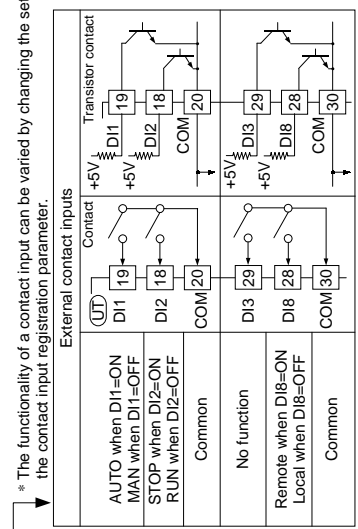 * The functionality of a contact input can be varied by changing the set
the contact input registration parameter.
External contact inputs
Contact
Transistor contact
UT
AUTO when DI1=ON
MAN when DI1=OFF
DI1
19
+5V
DI1
19
STOP when DI2=ON
RUN when DI2=OFF
DI2
18
+5V
DI2
18
Common
COM
20
COM
20
No function
DI3
29
+5V
DI3
29
Remote when DI8=ON
Local when DI8=OFF
DI8
28
+5V
DI8
28
Common
COM
30
COM
30